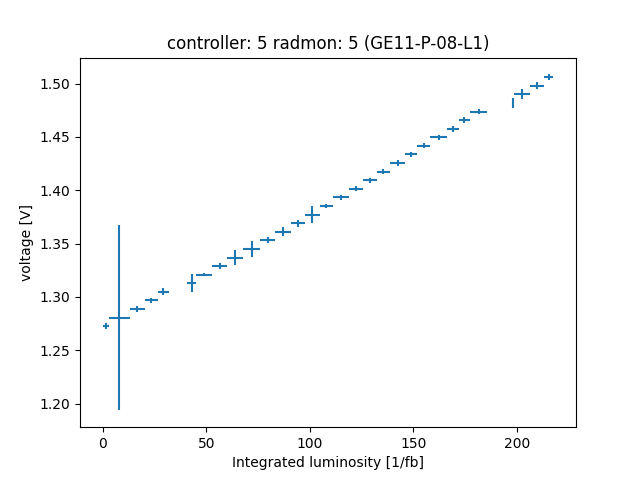 controller: 5 radmon: 5 (GE11-P-08-L1)
1.50
1.45
1.40
1.35
1.30
1.25
1.20
voltage [V]
0 50 100 150 200
Integrated luminosity [1/fb]